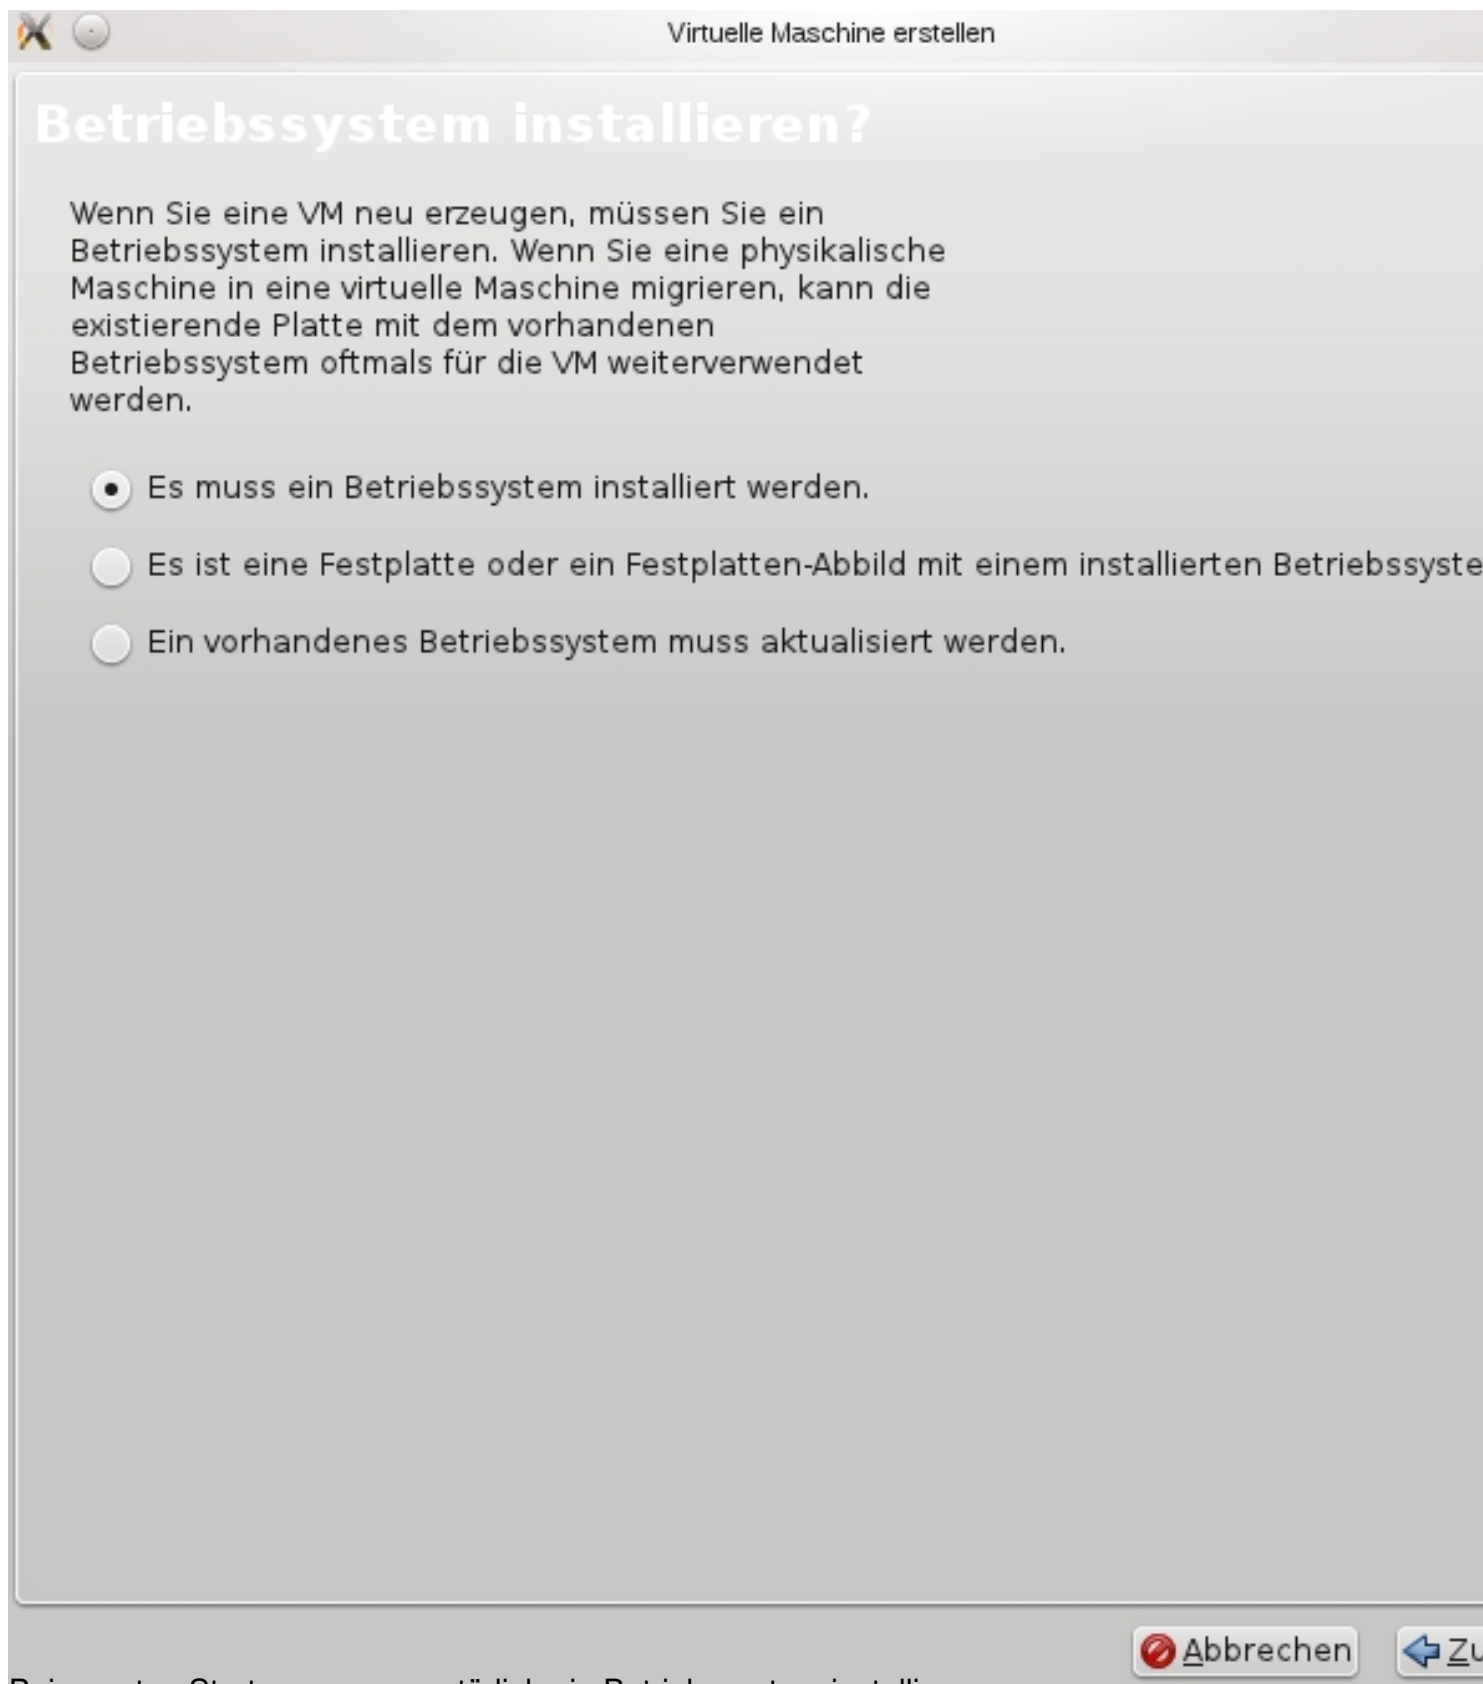 Virtuelle Maschine erstellen
Betriebssystem installieren?
Wenn Sie eine VM neu erzeugen, müssen Sie ein
Betriebssystem installieren. Wenn Sie eine physikalische
Maschine in eine virtuelle Maschine migrieren, kann die
existierende Platte mit dem vorhandenen
Betriebssystem oftmals für die VM weiterverwendet
werden.
Es muss ein Betriebssystem installiert werden.
Es ist eine Festplatte oder ein Festplatten-Abbild mit einem installierten Betriebssyste
Ein vorhandenes Betriebssystem muss aktualisiert werden.
Abbrechen
Zu